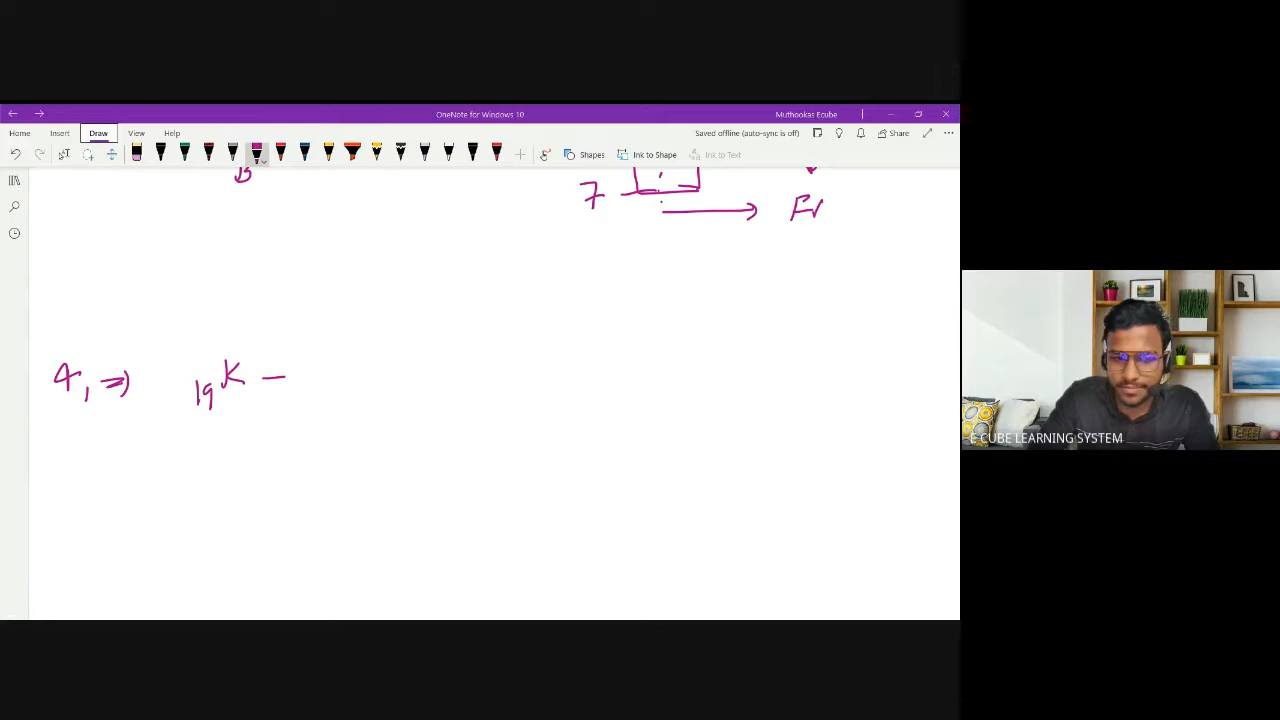 OneNote for Windows 10
Muthookas Ecube
Home Insert Draw View Help
Saved offline (auto-sync is off) Share
Shapes Ink to Shape Ink to Text
B
7
Fr
4, ⇒ 19K –
E CUBE LEARNING SYSTEM